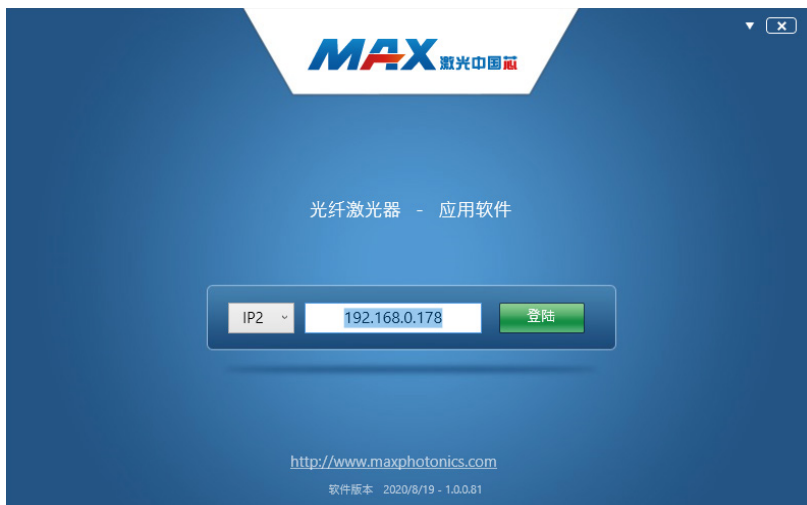 MAX 激光中国芯
光纤激光器 - 应用软件
IP2 192.168.0.178 登陆
http://www.maxphotonics.com
软件版本 2020/8/19 - 1.0.0.81